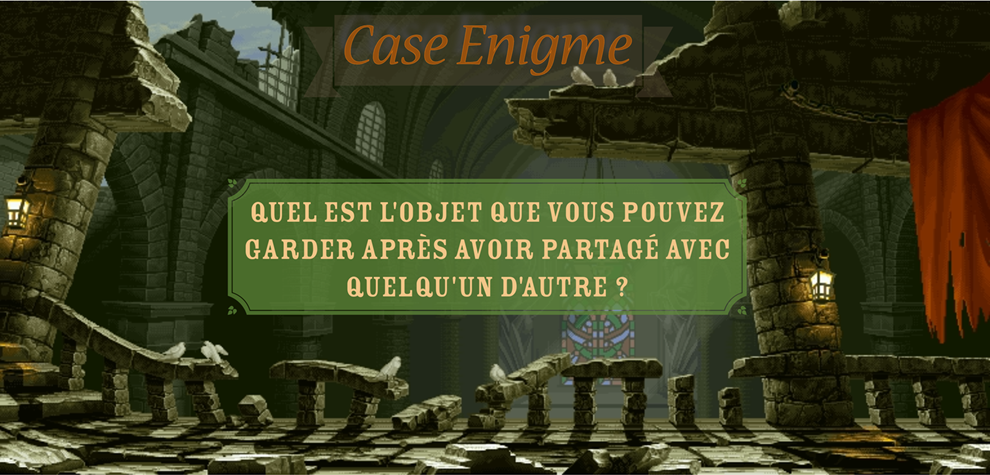 Case Enigme
QUEL EST L'OBJET QUE VOUS POUVEZ
GARDER APRÈS AVOIR PARTAGÉ AVEC
QUELQU'UN D'AUTRE ?